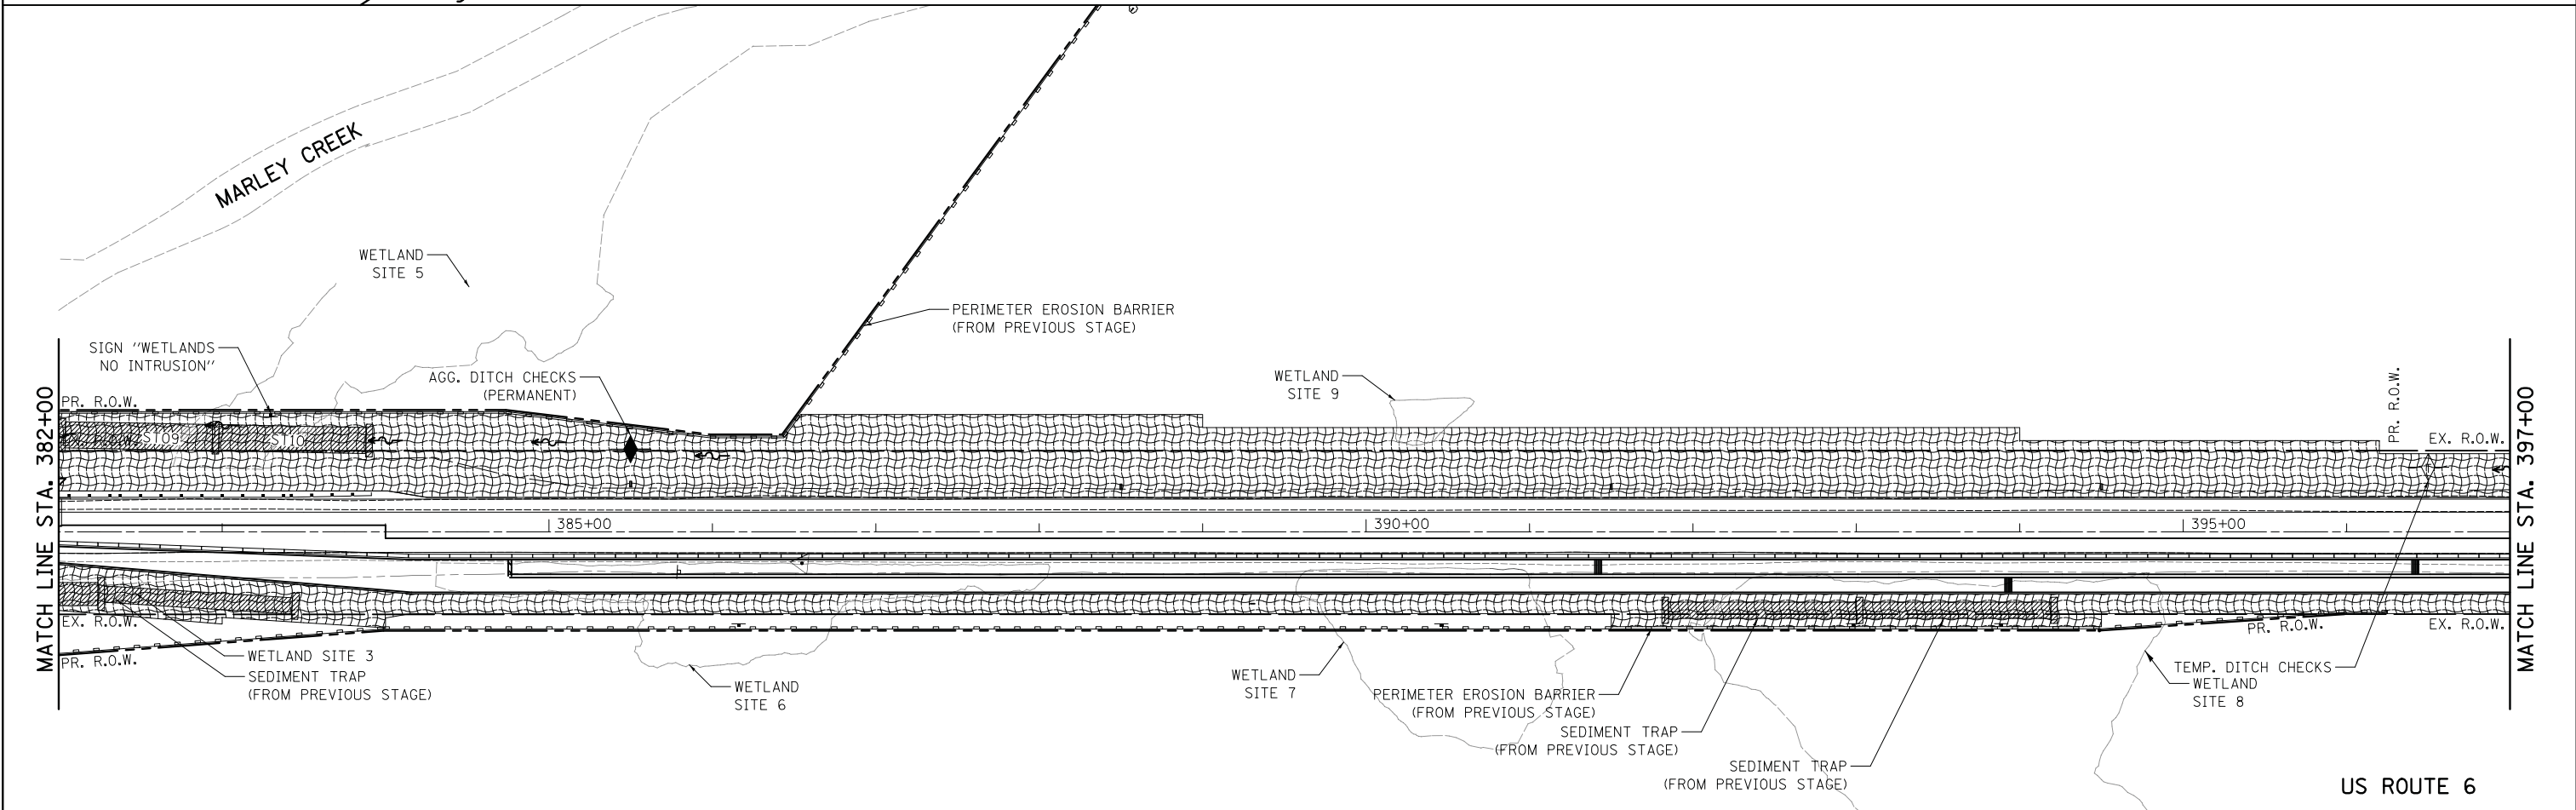 MARLEY CREEK
WETLAND
SITE 5
PERIMETER EROSION BARRIER
(FROM PREVIOUS STAGE)
SIGN "WETLANDS
NO INTRUSION"
AGG. DITCH CHECKS
(PERMANENT)
WETLAND
SITE 9
PR. R.O.W.
PR. R.O.W.
EX. R.O.W.
EX. R.O.W.
ST09
ST10
MATCH LINE STA. 382+00
MATCH LINE STA. 397+00
385+00
390+00
395+00
EX. R.O.W.
PR. R.O.W.
PR. R.O.W.
EX. R.O.W.
WETLAND SITE 3
SEDIMENT TRAP
(FROM PREVIOUS STAGE)
WETLAND
SITE 6
WETLAND
SITE 7
PERIMETER EROSION BARRIER
(FROM PREVIOUS STAGE)
SEDIMENT TRAP
(FROM PREVIOUS STAGE)
SEDIMENT TRAP
(FROM PREVIOUS STAGE)
TEMP. DITCH CHECKS
WETLAND
SITE 8
US ROUTE 6